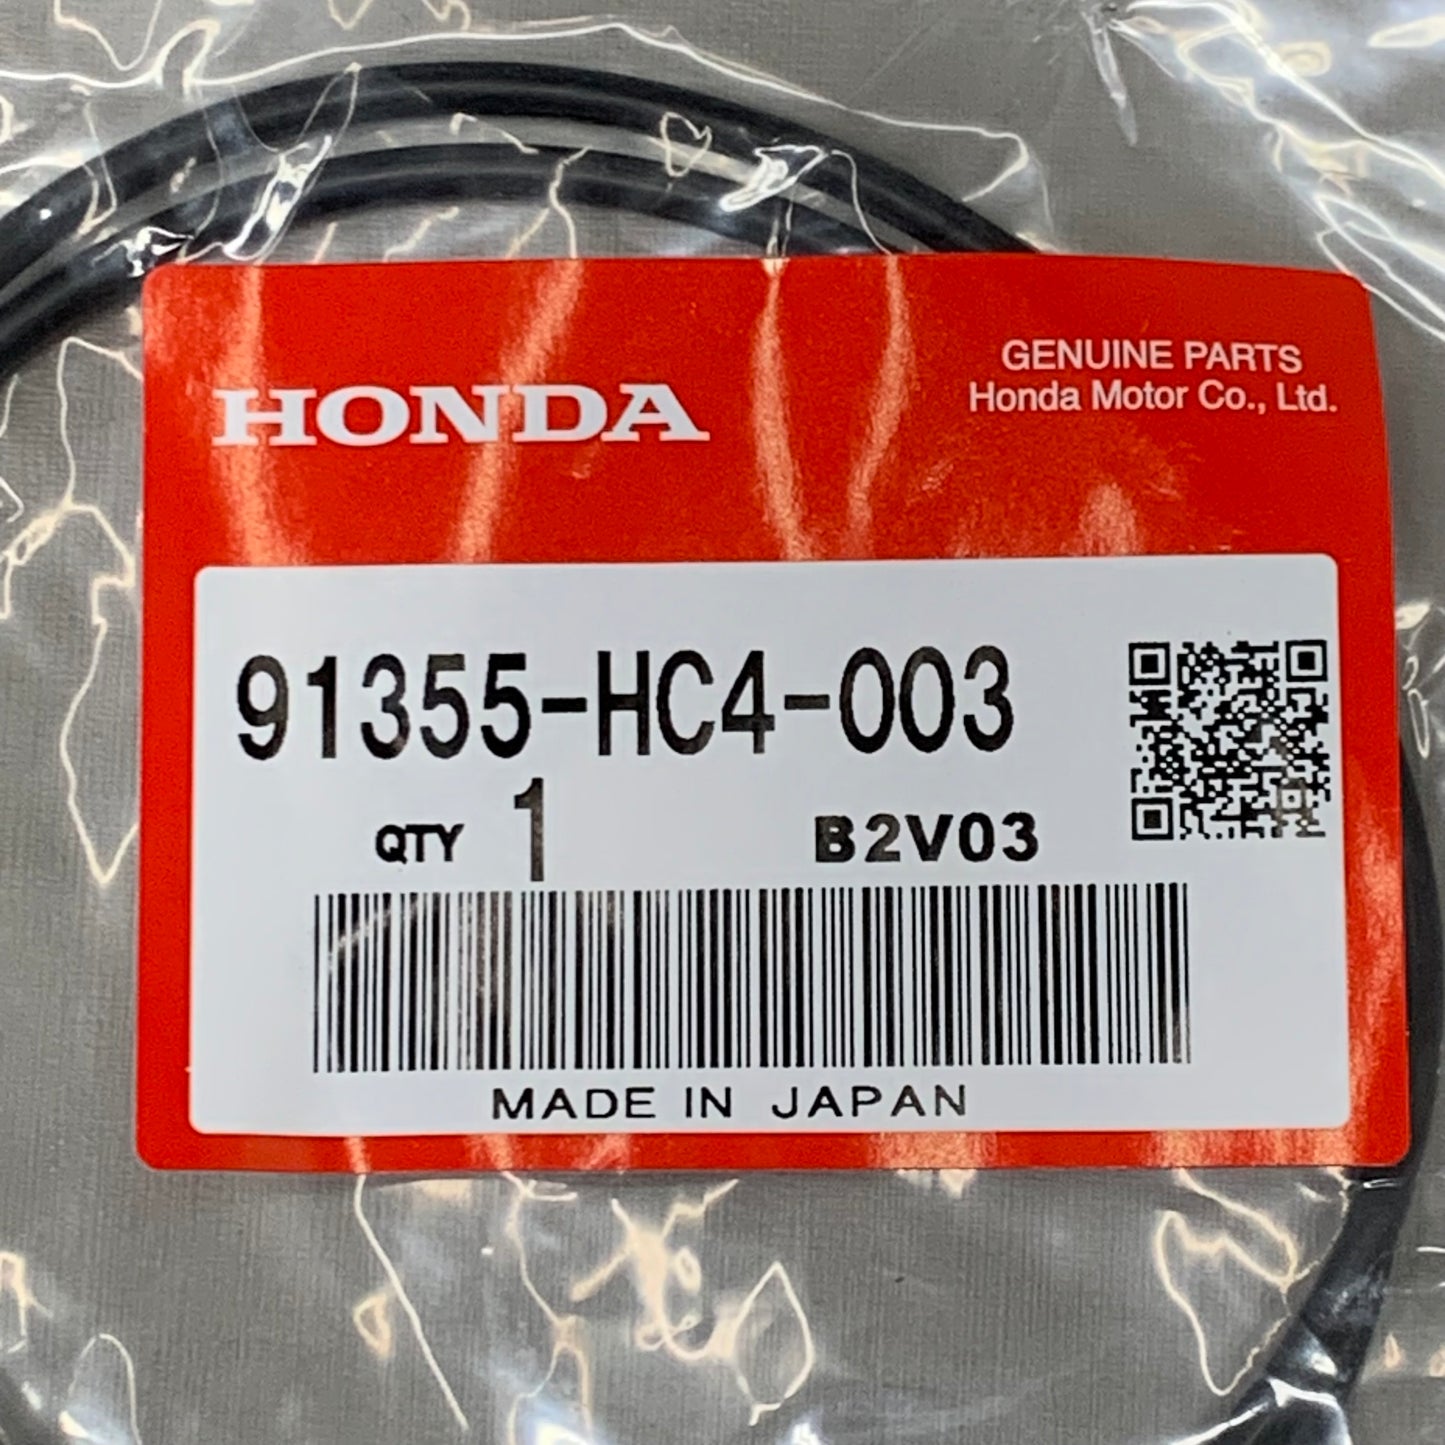 HONDA
GENUINE PARTS
Honda Motor Co., Ltd.
91355-HC4-003
QTY 1 B2V03
MADE IN JAPAN